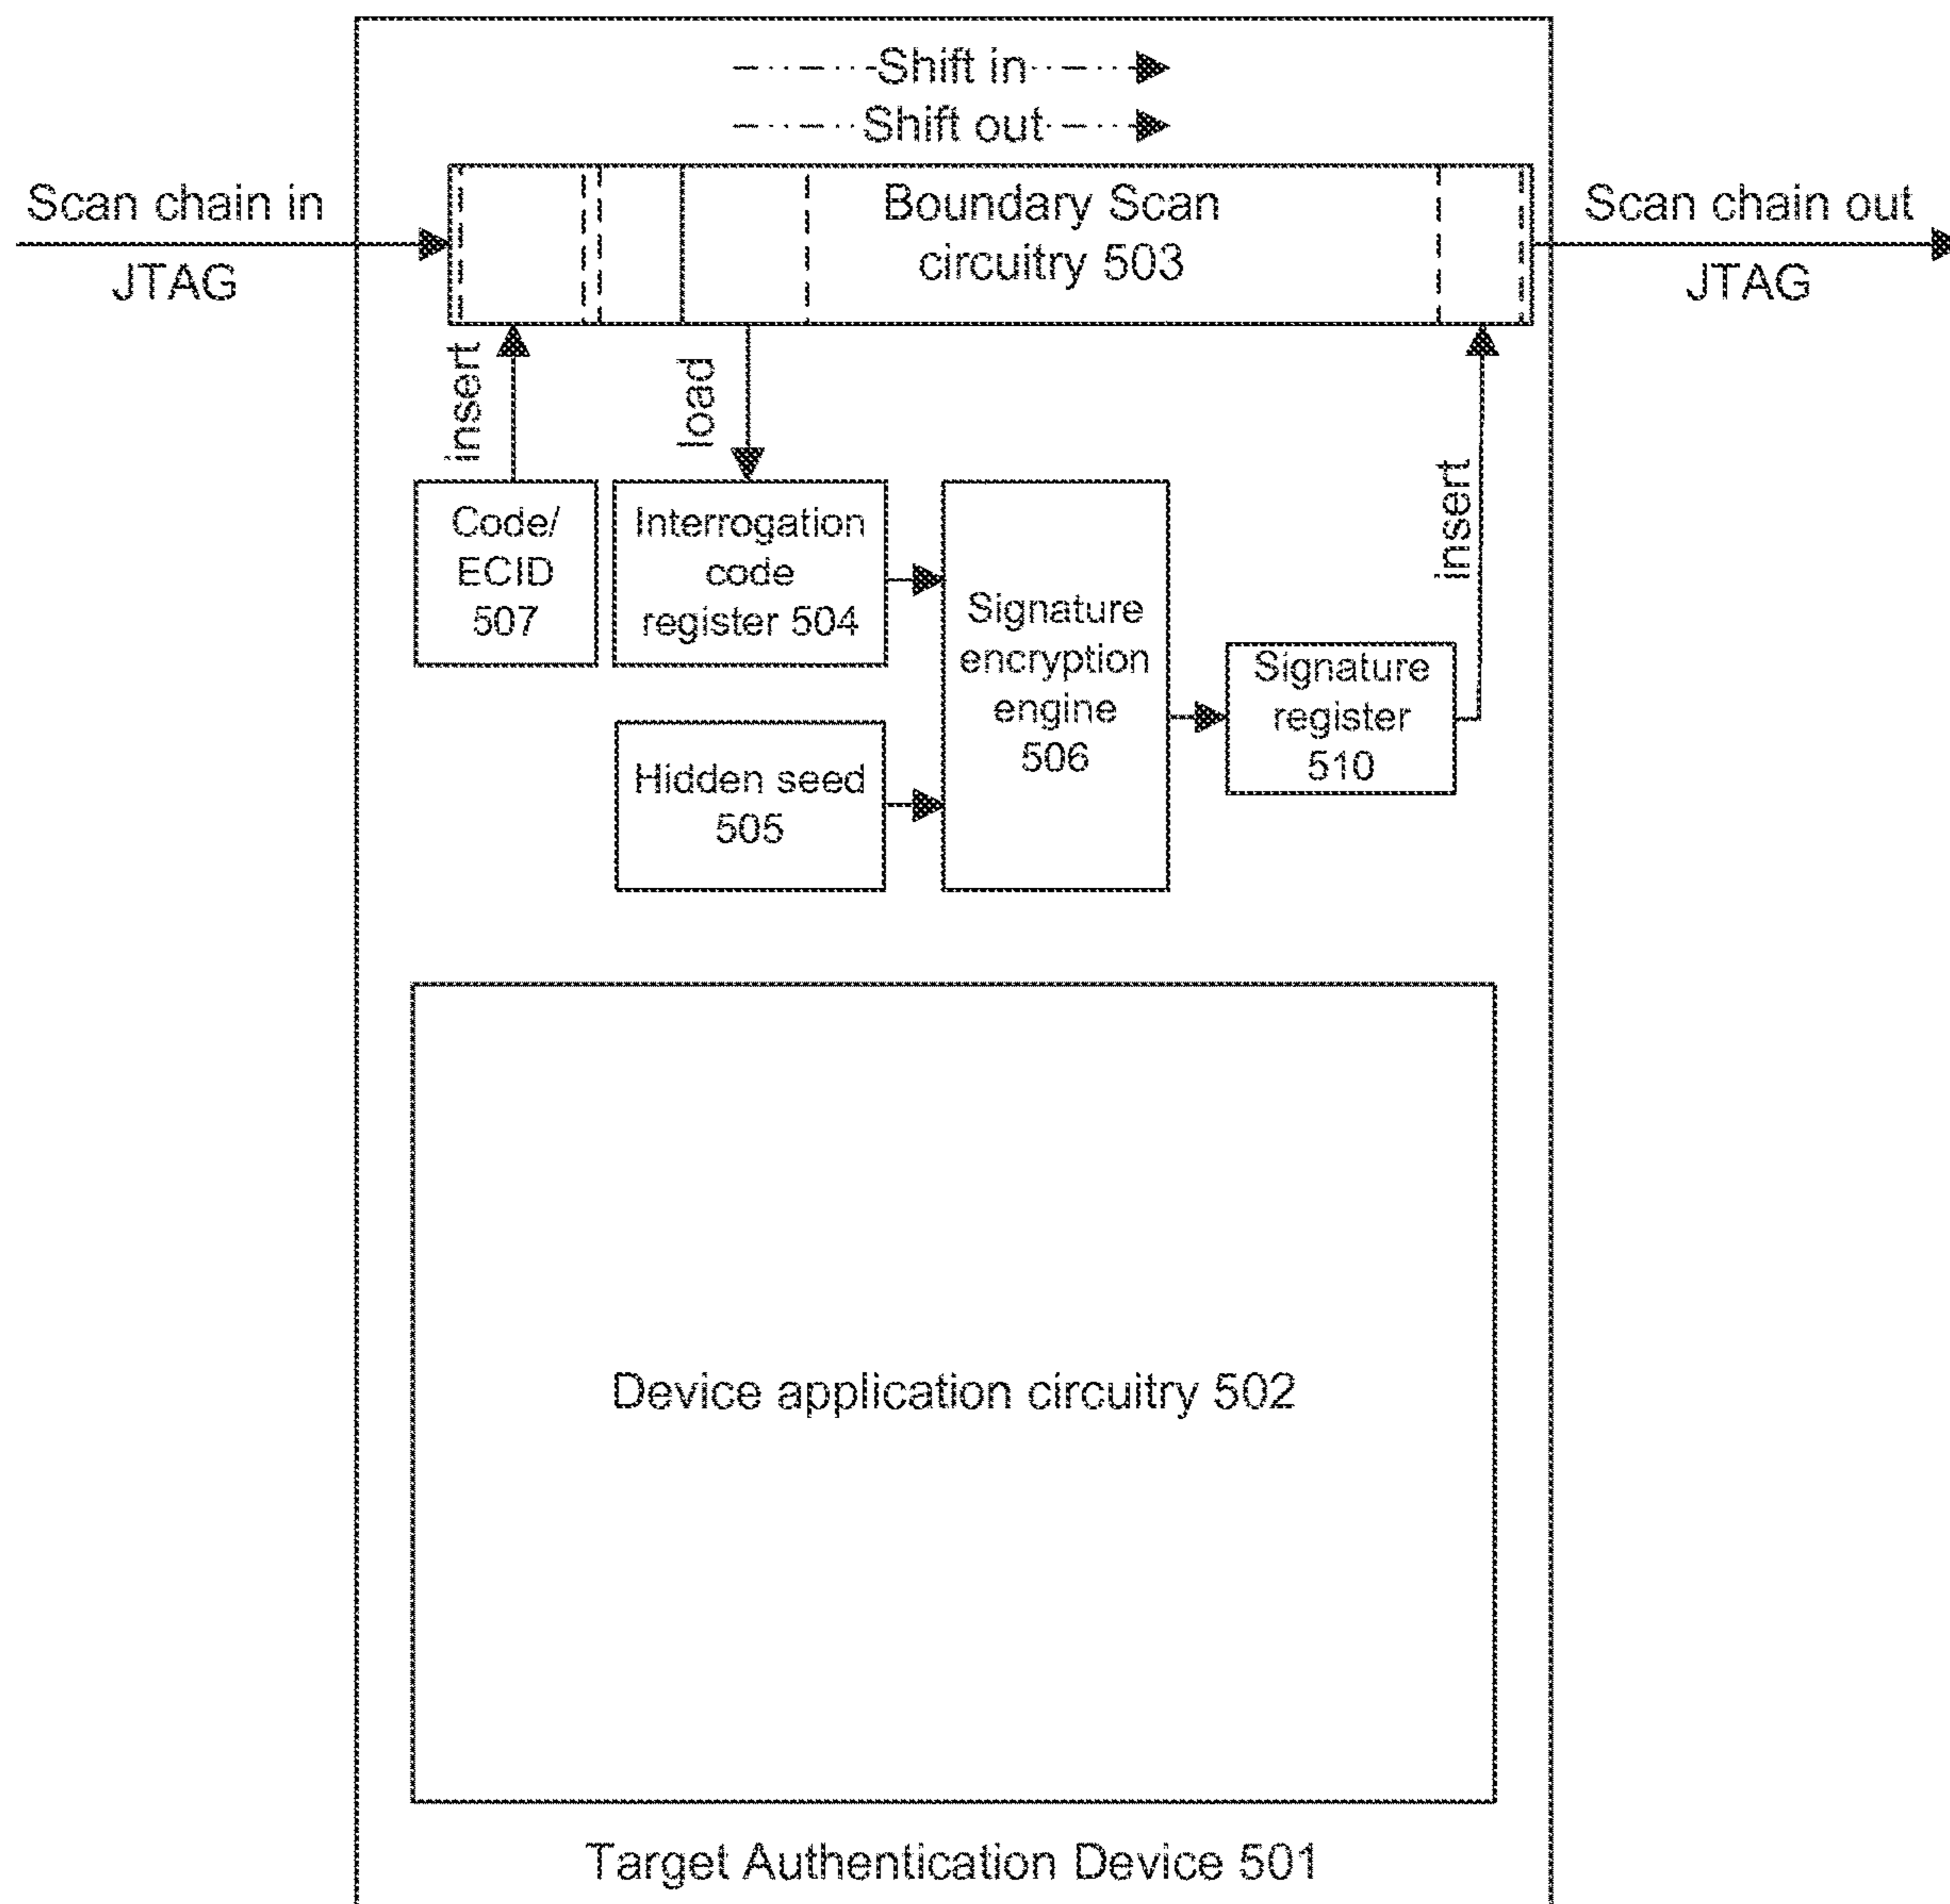 Shift in
Shift out
Scan chain in
JTAG
Boundary Scan
circuitry 503
Scan chain out
JTAG
insert
load
insert
Code/
ECID
507
Interrogation
code
register 504
Signature
encryption
engine
506
Signature
register
510
Hidden seed
505
Device application circuitry 502
Target Authentication Device 501